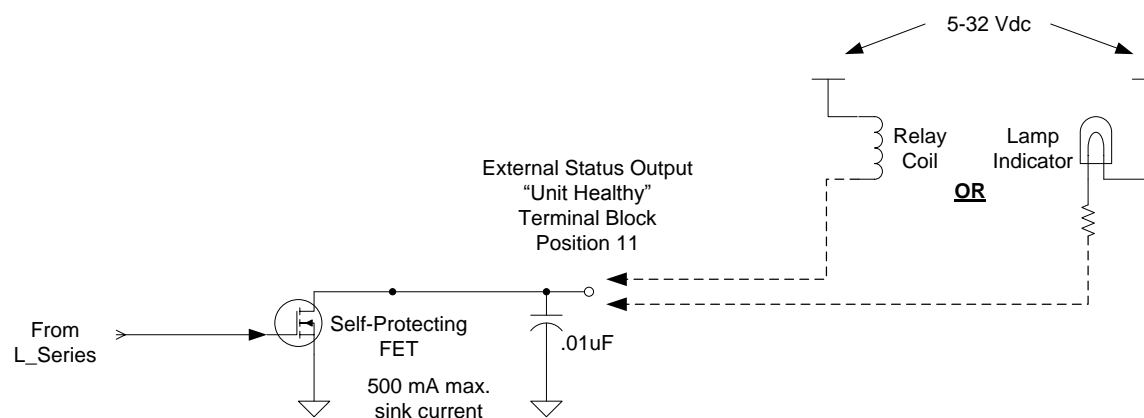 5-32 Vdc
Relay
Coil
Lamp
Indicator
OR
External Status Output
“Unit Healthy”
Terminal Block
Position 11
From
L_Series
Self-Protecting
FET
.01uF
500 mA max.
sink current